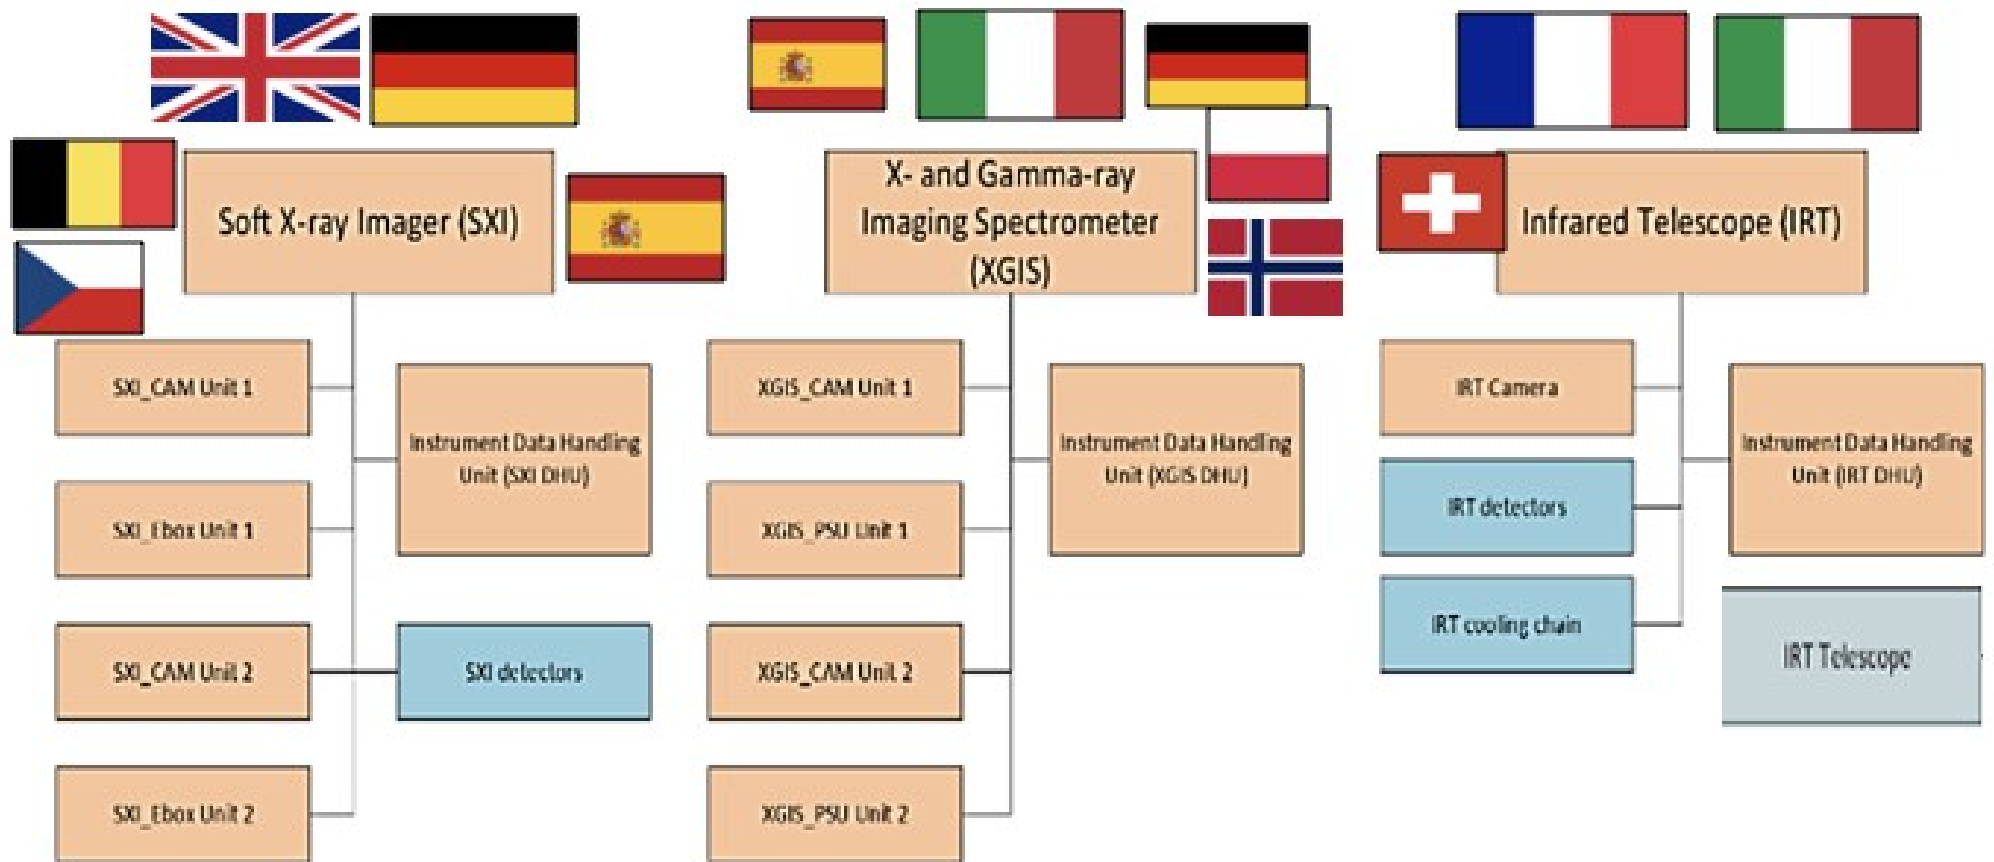 Soft X-ray Imager (SXI)
SXI_CAM Unit 1
SXI_Ebox Unit 1
SXI_CAM Unit 2
SXI_Ebox Unit 2
Instrument Data Handling
Unit (SXI DHU)
SXI detectors
X- and Gamma-ray
Imaging Spectrometer
(XGIS)
XGIS_CAM Unit 1
XGIS_PSU Unit 1
XGIS_CAM Unit 2
XGIS_PSU Unit 2
Instrument Data Handling
Unit (XGIS DHU)
Infrared Telescope (IRT)
IRT Camera
IRT detectors
IRT cooling chain
Instrument Data Handling
Unit (IRT DHU)
IRT Telescope